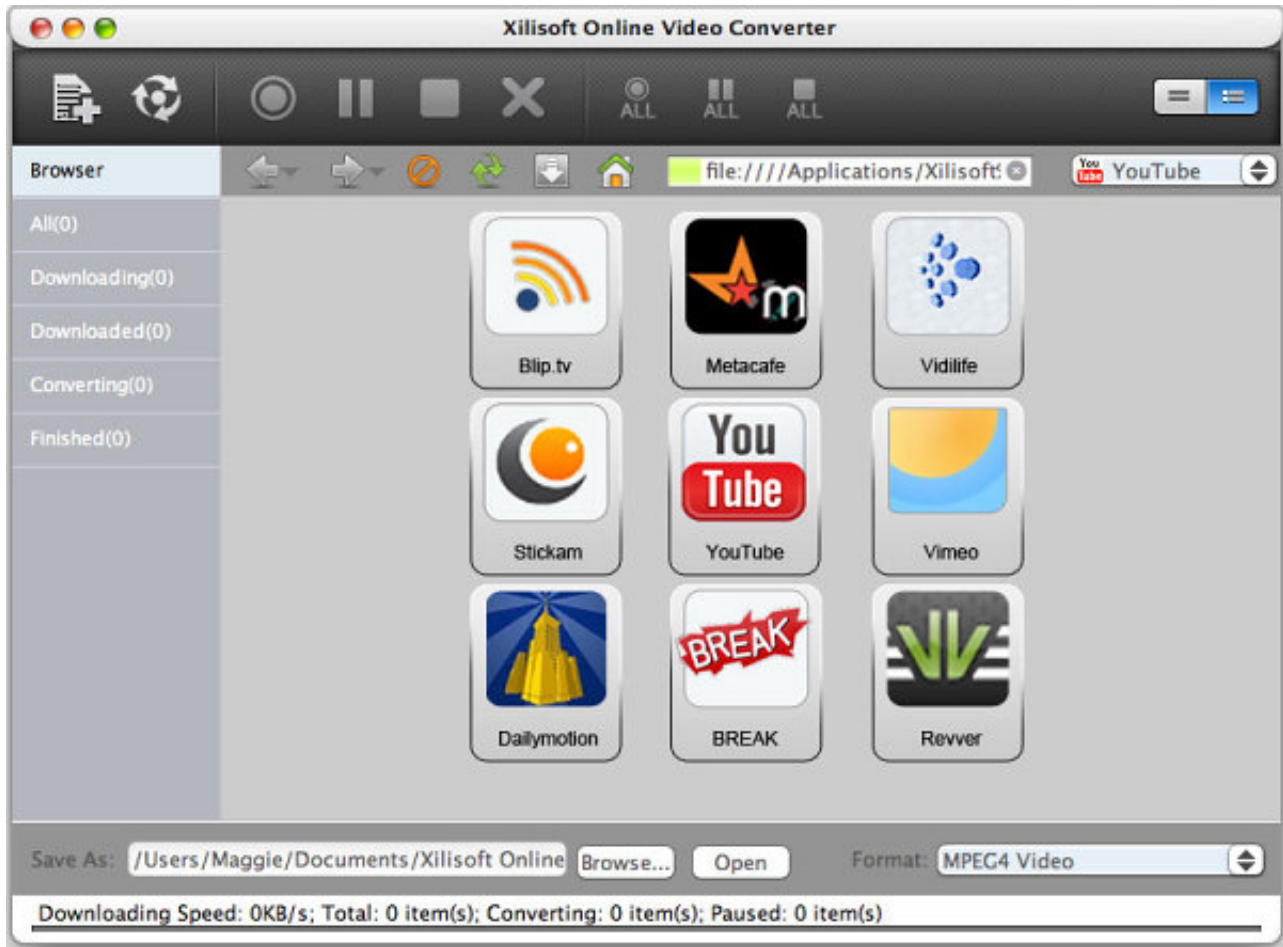 Xilisoft Online Video Converter
ALL ALL ALL
Browser
file:////Applications/Xilisoft
You Tube YouTube
All(0)
Downloading(0)
Downloaded(0)
Converting(0)
Finished(0)
m
Blip.tv Metacafe Vidilife
You Tube
Stickam YouTube Vimeo
BREAK
Dailymotion BREAK Revver
Save As: /Users/Maggie/Documents/Xilisoft Online Browse... Open Format: MPEG4 Video
Downloading Speed: 0KB/s; Total: 0 item(s); Converting: 0 item(s); Paused: 0 item(s)